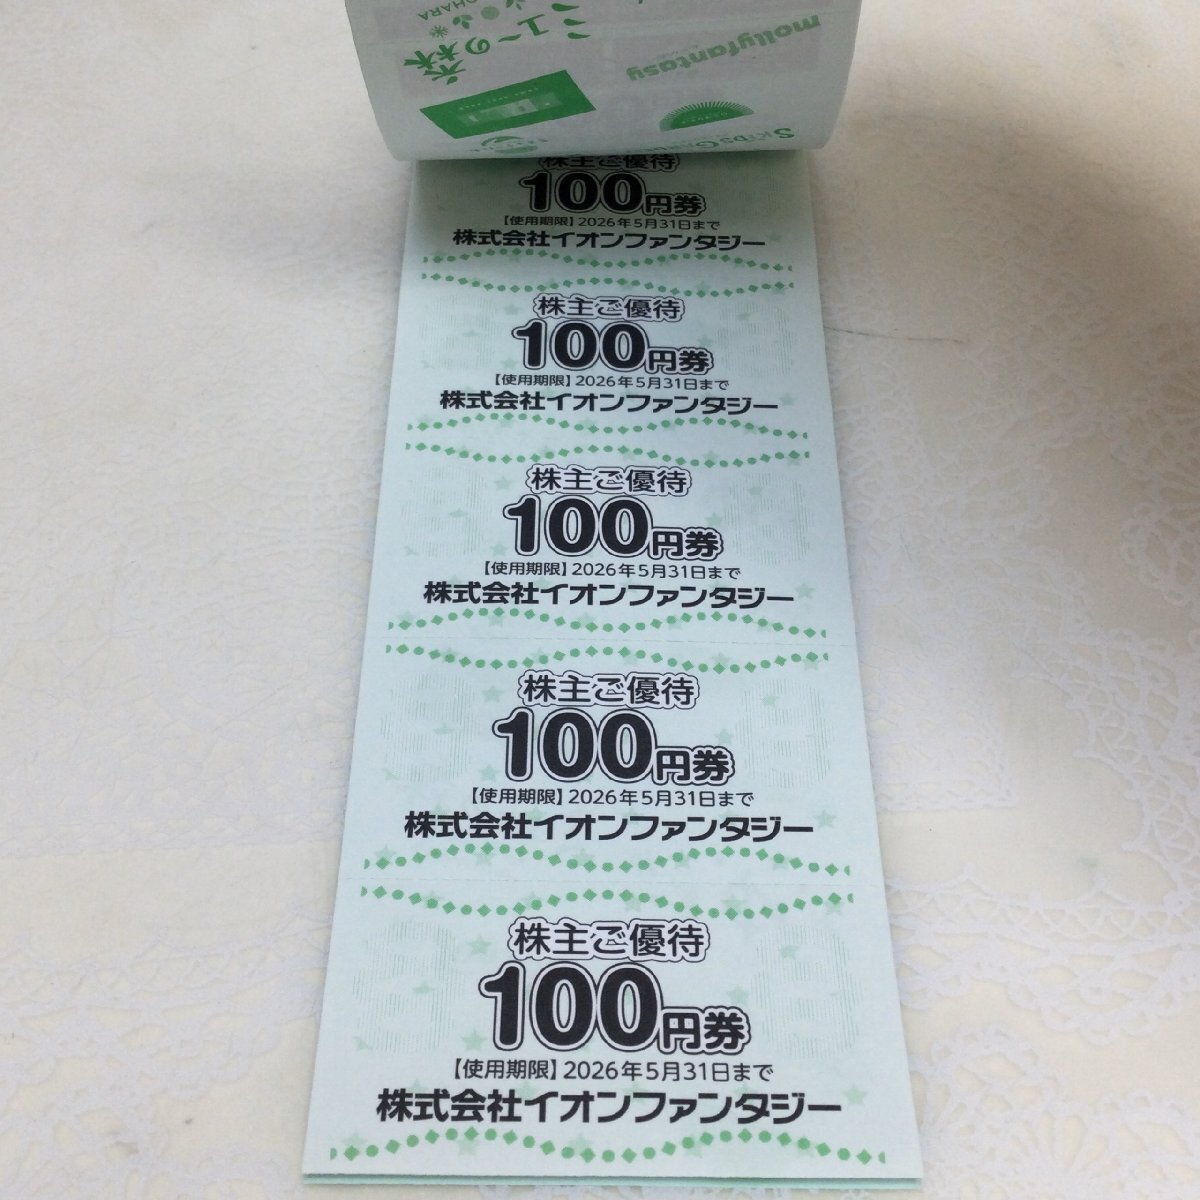 OHARA
ミューの森
mollyfantasy
株主ご優待
100円券
【使用期限】2026年5月31日まで
株式会社イオンファンタジー
株主ご優待
100円券
【使用期限】2026年5月31日まで
株式会社イオンファンタジー
株主ご優待
100円券
【使用期限】2026年5月31日まで
株式会社イオンファンタジー
株主ご優待
100円券
【使用期限】2026年5月31日まで
株式会社イオンファンタジー
株主ご優待
100円券
【使用期限】2026年5月31日まで
株式会社イオンファンタジー